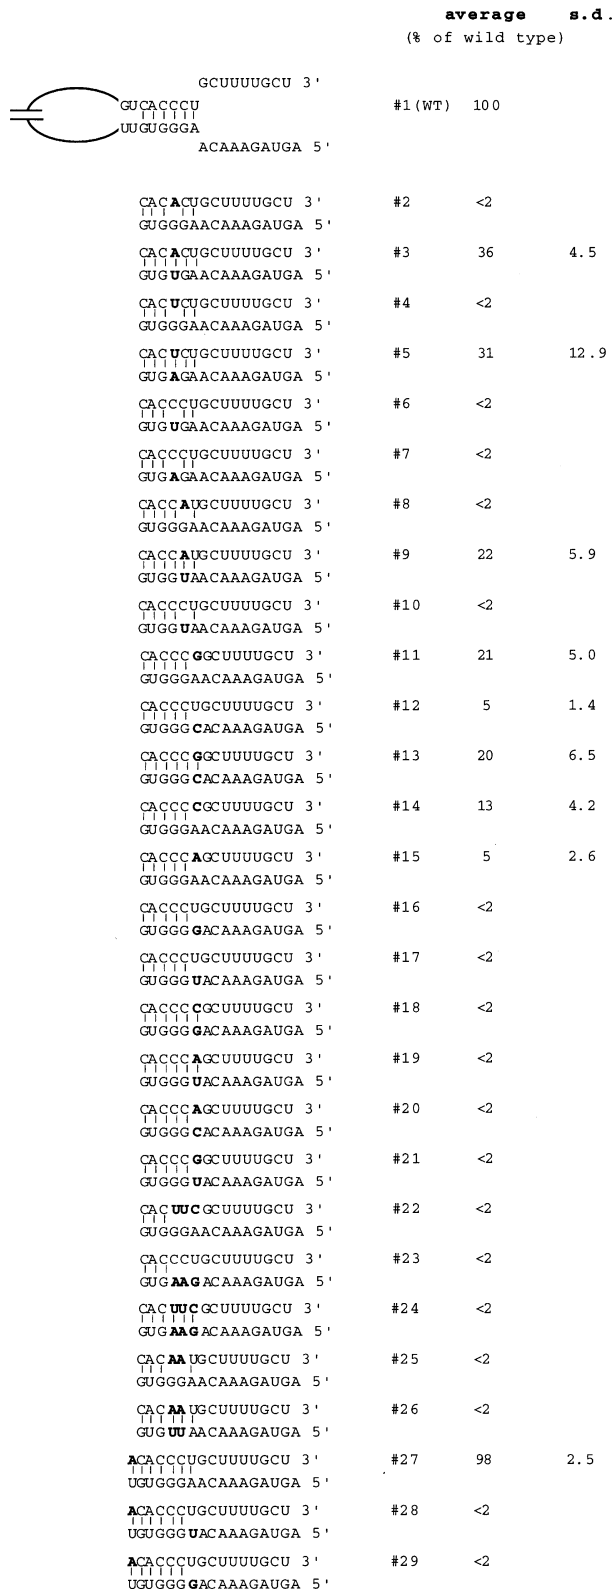 average s.d.
(% of wild type)
GCUUUUGCU 3'
GUCACCCU #1(WT) 100
UUGUGGGA
ACAAAGAUGA 5'
CACACUGCUUUUGCU 3' #2 <2
GUGGGAACAAAGAUGA 5'
CACACUGCUUUUGCU 3' #3 36 4.5
GUGUGAACAAAGAUGA 5'
CACUCUGCUUUUGCU 3' #4 <2
GUGGGAACAAAGAUGA 5'
CACUCUGCUUUUGCU 3' #5 31 12.9
GUGAGAACAAAGAUGA 5'
CACCCUGCUUUUGCU 3' #6 <2
GUGUGAACAAAGAUGA 5'
CACCCUGCUUUUGCU 3' #7 <2
GUGAGAACAAAGAUGA 5'
CACCAUGCUUUUGCU 3' #8 <2
GUGGGAACAAAGAUGA 5'
CACCAUGCUUUUGCU 3' #9 22 5.9
GUGGUAACAAAGAUGA 5'
CACCCUGCUUUUGCU 3' #10 <2
GUGGUAACAAAGAUGA 5'
CACCCGGCUUUUGCU 3' #11 21 5.0
GUGGGAACAAAGAUGA 5'
CACCCUGCUUUUGCU 3' #12 5 1.4
GUGGGCACAAAGAUGA 5'
CACCCGGCUUUUGCU 3' #13 20 6.5
GUGGGCACAAAGAUGA 5'
CACCCCGCUUUUGCU 3' #14 13 4.2
GUGGGAACAAAGAUGA 5'
CACCCAGCUUUUGCU 3' #15 5 2.6
GUGGGAACAAAGAUGA 5'
CACCCUGCUUUUGCU 3' #16 <2
GUGGGGACAAAGAUGA 5'
CACCCUGCUUUUGCU 3' #17 <2
GUGGGUACAAAGAUGA 5'
CACCCCGCUUUUGCU 3' #18 <2
GUGGGGACAAAGAUGA 5'
CACCCAGCUUUUGCU 3' #19 <2
GUGGGUACAAAGAUGA 5'
CACCCAGCUUUUGCU 3' #20 <2
GUGGGCACAAAGAUGA 5'
CACCCGGCUUUUGCU 3' #21 <2
GUGGGUACAAAGAUGA 5'
CACUUCGCUUUUGCU 3' #22 <2
GUGGGAACAAAGAUGA 5'
CACCCUGCUUUUGCU 3' #23 <2
GUGAAGACAAAGAUGA 5'
CACUUCGCUUUUGCU 3' #24 <2
GUGAAGACAAAGAUGA 5'
CACAAUGCUUUUGCU 3' #25 <2
GUGGGAACAAAGAUGA 5'
CACAAUGCUUUUGCU 3' #26 <2
GUGUUAACAAAGAUGA 5'
ACACCCUGCUUUUGCU 3' #27 98 2.5
UGUGGGAACAAAGAUGA 5'
ACACCCUGCUUUUGCU 3' #28 <2
UGUGGGUACAAAGAUGA 5'
ACACCCUGCUUUUGCU 3' #29 <2
UGUGGGGACAAAGAUGA 5'